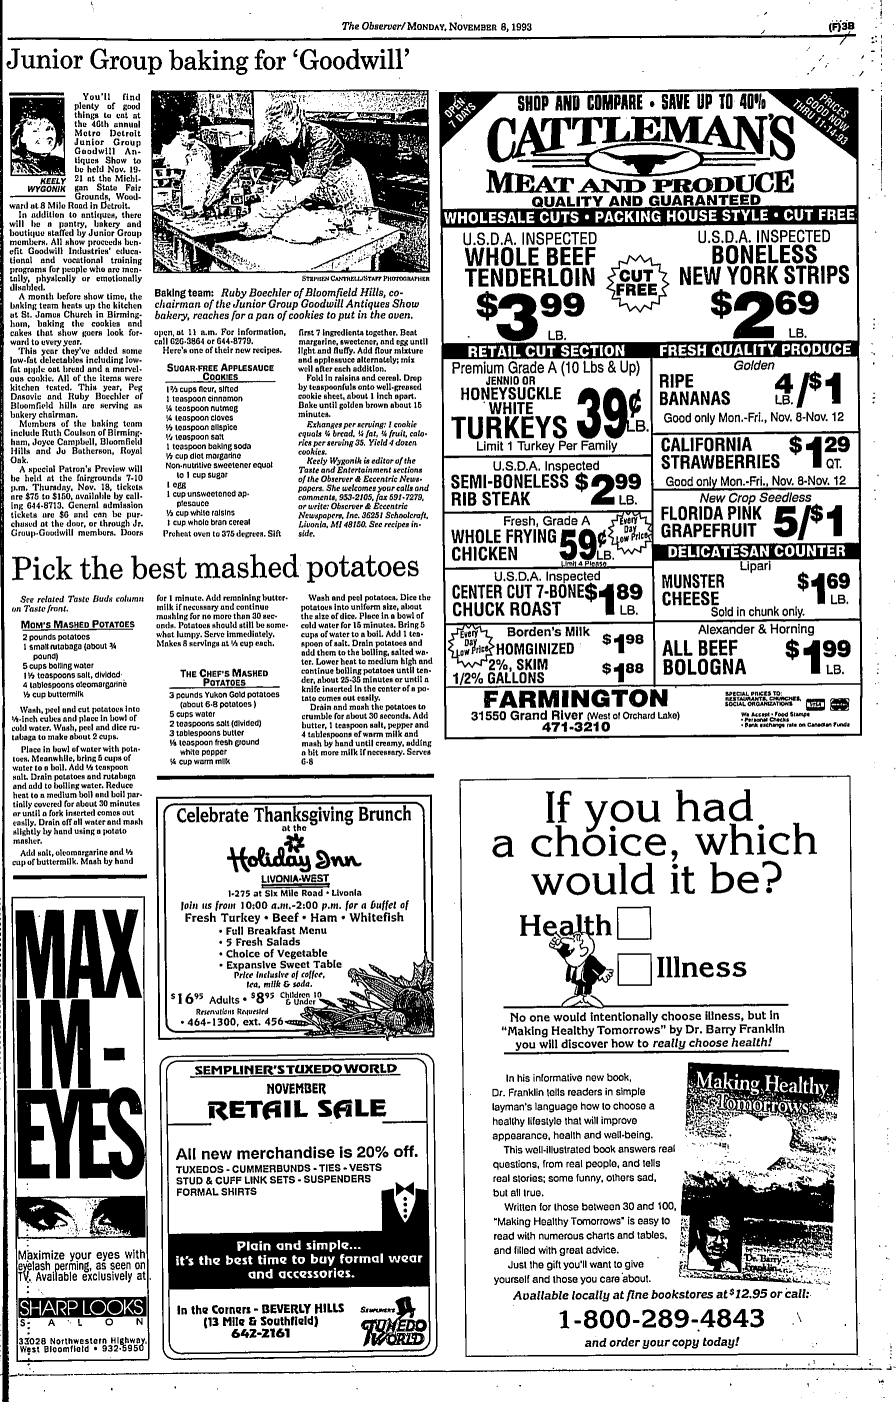 The Observer/ MONDAY, NOVEMBER 8, 1993
(F)3B
Junior Group baking for 'Goodwill'
KEELY
WYGONIK
You'll find
plenty of good
things to eat at
the 46th annual
Metro Detroit
Junior Group
Goodwill An-
tiques Show to
be held Nov. 19-
21 at the Michi-
gan State Fair
Grounds, Wood-
ward at 8 Mile Road in Detroit.
In addition to antiques, there
will be a pantry, bakery and
boutique staffed by Junior Group
members. All show proceeds ben-
efit Goodwill Industries' educa-
tional and vocational training
programs for people who are men-
tally, physically or emotionally
disabled.
A month before show time, the
baking team heats up the kitchen
at St. James Church in Birming-
ham, baking the cookies and
cakes that show goers look for-
ward to every year.
This year they've added some
low-fat delectables including low-
fat apple oat bread and a marvel-
ous cookie. All of the items were
kitchen tested. This year, Peg
Dasovic and Ruby Boechler of
Bloomfield hills are serving as
bakery chairman.
Members of the baking team
include Ruth Coulson of Birming-
ham, Joyce Campbell, Bloomfield
Hills and Jo Batherson, Royal
Oak.
A special Patron's Preview will
be held at the fairgrounds 7-10
p.m. Thursday, Nov. 18, tickets
are $75 to $150, available by call-
ing 644-8713. General admission
tickets are $6 and can be pur-
chased at the door, or through Jr.
Group-Goodwill members. Doors
STEPHEN CANTRELL/STAFF PHOTOGRAPHER
Baking team: Ruby Boechler of Bloomfield Hills, co-
chairman of the Junior Group Goodwill Antiques Show
bakery, reaches for a pan of cookies to put in the oven.
open, at 11 a.m. For information,
call 626-3864 or 644-8779.
Here's one of their new recipes.
SUGAR-FREE APPLESAUCE
COOKIES
1⅔ cups flour, sifted
1 teaspoon cinnamon
¼ teaspoon nutmeg
¼ teaspoon cloves
½ teaspoon allspice
½ teaspoon salt
1 teaspoon baking soda
½ cup diet margarine
Non-nutritive sweetener equal
to 1 cup sugar
1 egg
1 cup unsweetened ap-
plesauce
⅓ cup white raisins
1 cup whole bran cereal
Preheat oven to 375 degrees. Sift
first 7 ingredients together. Beat
margarine, sweetener, and egg until
light and fluffy. Add flour mixture
and applesauce alternately; mix
well after each addition.
Fold in raisins and cereal. Drop
by teaspoonfuls onto well-greased
cookie sheet, about 1 inch apart.
Bake until golden brown about 15
minutes.
Exhanges per serving: 1 cookie
equals ¼ bread, ¼ fat, ¼ fruit, calo-
ries per serving 35. Yield 4 dozen
cookies.
Keely Wygonik is editor of the
Taste and Entertainment sections
of the Observer & Eccentric News-
papers. She welcomes your calls and
comments, 953-2105, fax 591-7279,
or write: Observer & Eccentric
Newspapers, Inc. 36251 Schoolcraft,
Livonia, MI 48150. See recipes in-
side.
Pick the best mashed potatoes
See related Taste Buds column
on Taste front.
MOM'S MASHED POTATOES
2 pounds potatoes
1 small rutabaga (about ¾
pound)
5 cups boiling water
1½ teaspoons salt, divided
4 tablespoons oleomargarine
½ cup buttermilk
Wash, peel and cut potatoes into
½-inch cubes and place in bowl of
cold water. Wash, peel and dice ru-
tabaga to make about 2 cups.
Place in bowl of water with pota-
toes. Meanwhile, bring 5 cups of
water to a boil. Add ½ teaspoon
salt. Drain potatoes and rutabaga
and add to boiling water. Reduce
heat to a medium boil and boil par-
tially covered for about 30 minutes
or until a fork inserted comes out
easily. Drain off all water and mash
slightly by hand using a potato
masher.
Add salt, oleomargarine and ½
cup of buttermilk. Mash by hand
for 1 minute. Add remaining butter-
milk if necessary and continue
mashing for no more than 30 sec-
onds. Potatoes should still be some-
what lumpy. Serve immediately.
Makes 8 servings at ½ cup each.
THE CHEF'S MASHED
POTATOES
3 pounds Yukon Gold potatoes
(about 6-8 potatoes )
5 cups water
2 teaspoons salt (divided)
3 tablespoons butter
⅛ teaspoon fresh ground
white pepper
¼ cup warm milk
Wash and peel potatoes. Dice the
potatoes into uniform size, about
the size of dice. Place in a bowl of
cold water for 15 minutes. Bring 5
cups of water to a boil. Add 1 tea-
spoon of salt. Drain potatoes and
add them to the boiling, salted wa-
ter. Lower heat to medium high and
continue boiling potatoes until ten-
der, about 25-35 minutes or until a
knife inserted in the center of a po-
tato comes out easily.
Drain and mash the potatoes to
crumble for about 30 seconds. Add
butter, 1 teaspoon salt, pepper and
4 tablespoons of warm milk and
mash by hand until creamy, adding
a bit more milk if necessary. Serves
6-8
OPEN
7 DAYS
SHOP AND COMPARE • SAVE UP TO 40%
PRICES
GOOD NOW
THRU 11-14-93
CATTLEMAN'S
MEAT AND PRODUCE
QUALITY AND GUARANTEED
WHOLESALE CUTS • PACKING HOUSE STYLE • CUT FREE
U.S.D.A. INSPECTED
WHOLE BEEF
TENDERLOIN
$3 99
LB.
CUT
FREE
U.S.D.A. INSPECTED
BONELESS
NEW YORK STRIPS
$2 69
LB.
RETAIL CUT SECTION
Premium Grade A (10 Lbs & Up)
JENNIO OR
HONEYSUCKLE
WHITE
TURKEYS
39¢
LB.
Limit 1 Turkey Per Family
U.S.D.A. Inspected
SEMI-BONELESS
RIB STEAK
$2 99
LB.
Fresh, Grade A
WHOLE FRYING
CHICKEN
59¢
LB.
Every
Day
Low Price
Limit 4 Please
U.S.D.A. Inspected
CENTER CUT 7-BONE
CHUCK ROAST
$1 89
LB.
Every
Day
Low Price
Borden's Milk
HOMGINIZED $1 98
2%, SKIM
1/2% GALLONS $1 88
FRESH QUALITY PRODUCE
Golden
RIPE
BANANAS
4/$1
LB.
Good only Mon.-Fri., Nov. 8-Nov. 12
CALIFORNIA
STRAWBERRIES
$1 29
QT.
Good only Mon.-Fri., Nov. 8-Nov. 12
New Crop Seedless
FLORIDA PINK
GRAPEFRUIT
5/$1
DELICATESAN COUNTER
Lipari
MUNSTER
CHEESE
$1 69
LB.
Sold in chunk only.
Alexander & Horning
ALL BEEF
BOLOGNA
$1 99
LB.
FARMINGTON
31550 Grand River (West of Orchard Lake)
471-3210
SPECIAL PRICES TO:
RESTAURANTS, CHURCHES,
SOCIAL ORGANIZATIONS
We Accept • Food Stamps
• Personal Checks
• Bank exchange rate on Canadian Funds
MAX
IM-
EYES
Maximize your eyes with
eyelash perming, as seen on
TV. Available exclusively at
SHARP LOOKS
SALON
33028 Northwestern Highway,
West Bloomfield • 932-5950
Celebrate Thanksgiving Brunch
at the
Holiday Inn
LIVONIA-WEST
I-275 at Six Mile Road • Livonia
Join us from 10:00 a.m.-2:00 p.m. for a buffet of
Fresh Turkey • Beef • Ham • Whitefish
• Full Breakfast Menu
• 5 Fresh Salads
• Choice of Vegetable
• Expansive Sweet Table
Price inclusive of coffee,
tea, milk & soda.
$16 95 Adults • $8 95 Children 10
& Under
Reservations Requested
• 464-1300, ext. 456
SEMPLINER'S TUXEDO WORLD
NOVEMBER
RETAIL SALE
All new merchandise is 20% off.
TUXEDOS - CUMMERBUNDS - TIES - VESTS
STUD & CUFF LINK SETS - SUSPENDERS
FORMAL SHIRTS
Plain and simple...
it's the best time to buy formal wear
and accessories.
In the Corners - BEVERLY HILLS
(13 Mile & Southfield)
642-2161
SEMPLINER'S
TUXEDO
WORLD
If you had
a choice, which
would it be?
Health
Illness
No one would intentionally choose illness, but in
"Making Healthy Tomorrows" by Dr. Barry Franklin
you will discover how to really choose health!
In his informative new book,
Dr. Franklin tells readers in simple
layman's language how to choose a
healthy lifestyle that will improve
appearance, health and well-being.
This well-illustrated book answers real
questions, from real people, and tells
real stories; some funny, others sad,
but all true.
Written for those between 30 and 100,
"Making Healthy Tomorrows" is easy to
read with numerous charts and tables,
and filled with great advice.
Just the gift you'll want to give
yourself and those you care about.
Making Healthy
Tomorrows
Dr. Barry
Franklin
Available locally at fine bookstores at $12.95 or call:
1-800-289-4843
and order your copy today!